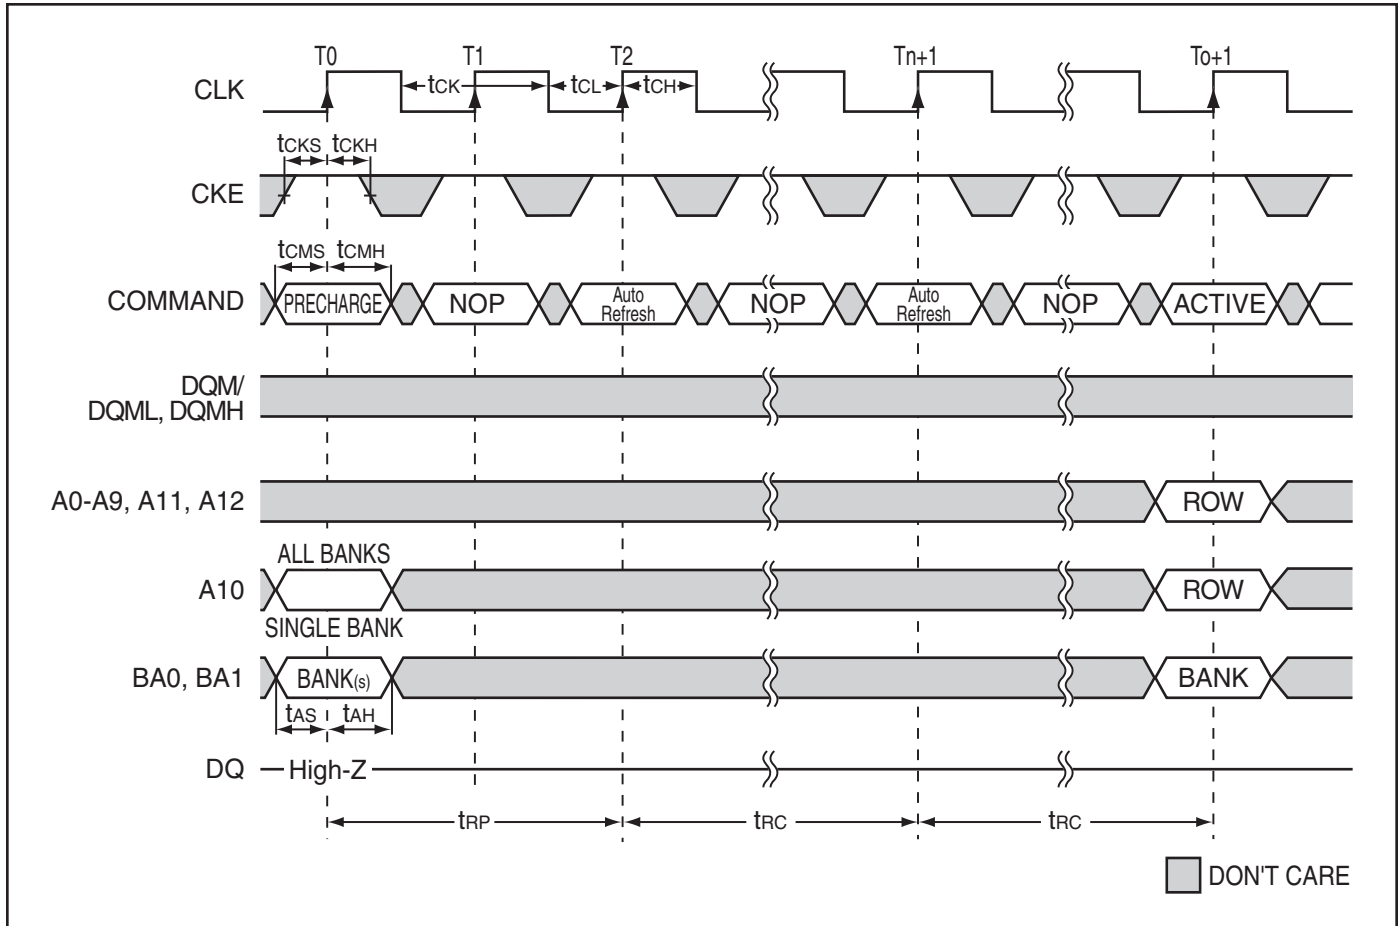 T0 T1 T2 Tn+1 To+1
CLK tCK tCL tCH
tCKS tCKH
CKE
tCMS tCMH
COMMAND PRECHARGE NOP Auto Refresh NOP Auto Refresh NOP ACTIVE
DQM/
DQML, DQMH
A0-A9, A11, A12 ROW
ALL BANKS
A10 ROW
SINGLE BANK
BA0, BA1 BANK(s) BANK
tAS tAH
DQ High-Z
tRP tRC tRC
DON'T CARE